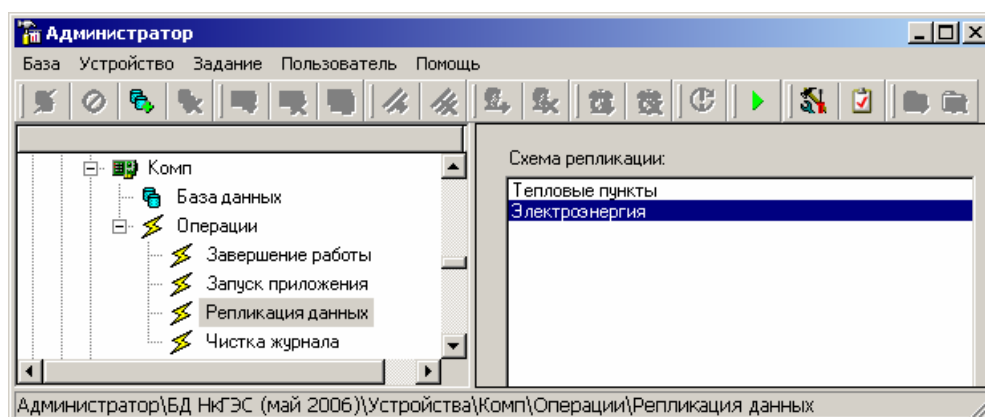 Администратор
База Устройство Задание Пользователь Помощь
Комп
База данных
Операции
Завершение работы
Запуск приложения
Репликация данных
Чистка журнала
Схема репликации:
Тепловые пункты
Электроэнергия
Администратор\БД НкГЭС (май 2006)\Устройства\Комп\Операции\Репликация данных